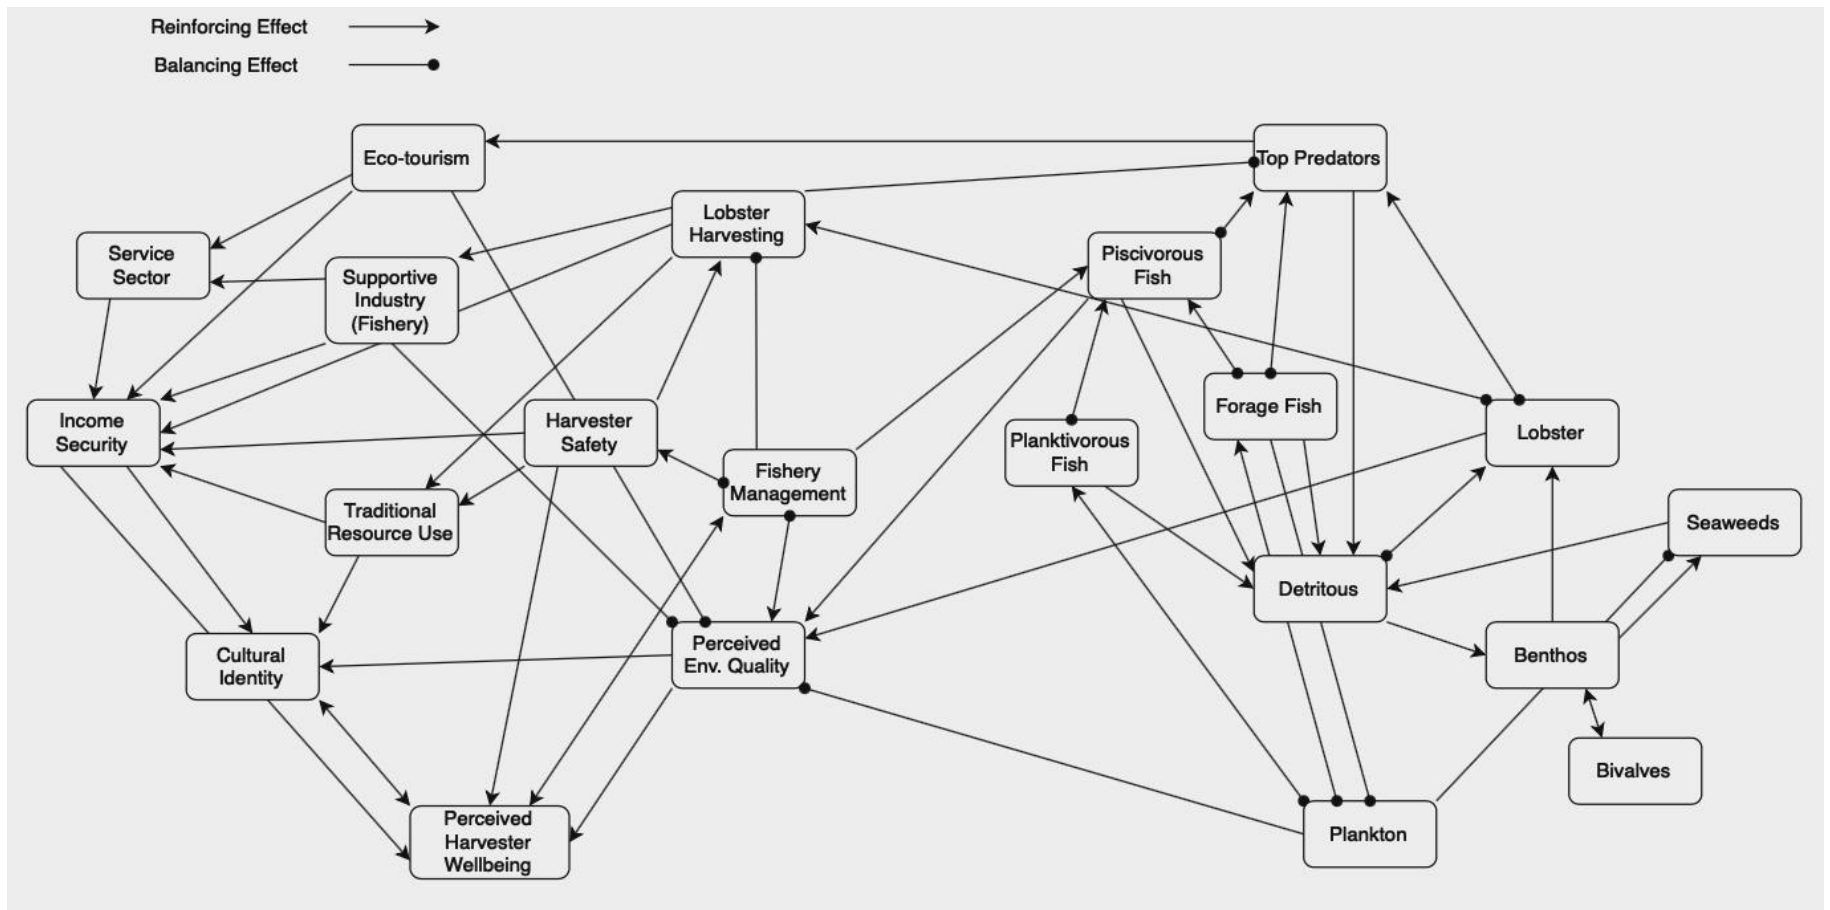 Reinforcing Effect
Balancing Effect
Eco-tourism
Top Predators
Lobster
Harvesting
Service
Sector
Supportive
Industry
(Fishery)
Piscivorous
Fish
Income
Security
Harvester
Safety
Forage Fish
Planktivorous
Fish
Lobster
Fishery
Management
Traditional
Resource Use
Seaweeds
Detritous
Cultural
Identity
Perceived
Env. Quality
Benthos
Bivalves
Perceived
Harvester
Wellbeing
Plankton